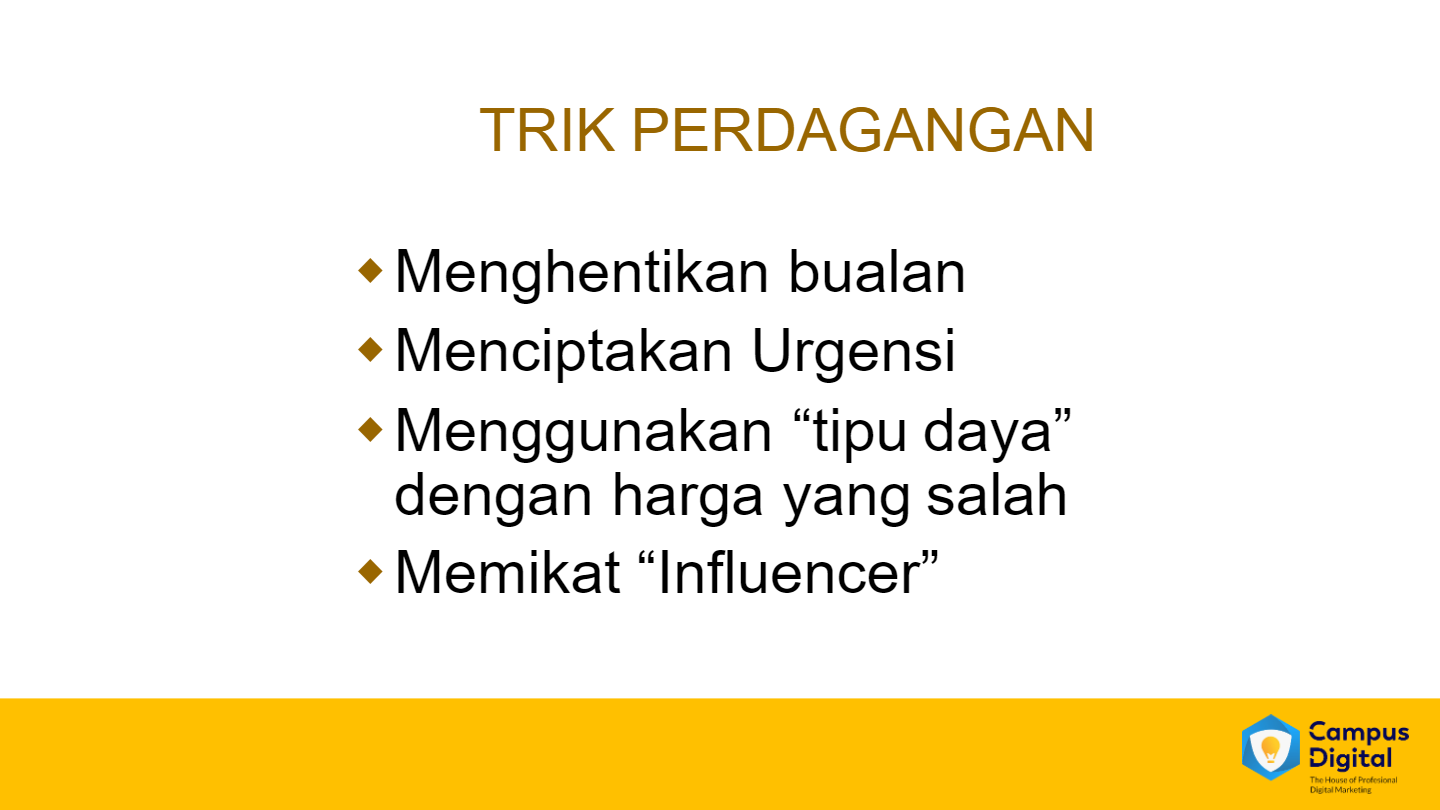 TRIK PERDAGANGAN
◆Menghentikan bualan
◆Menciptakan Urgensi
◆Menggunakan “tipu daya”
dengan harga yang salah
◆Memikat “Influencer”
Campus
Digital
The House of Profesional
Digital Marketing